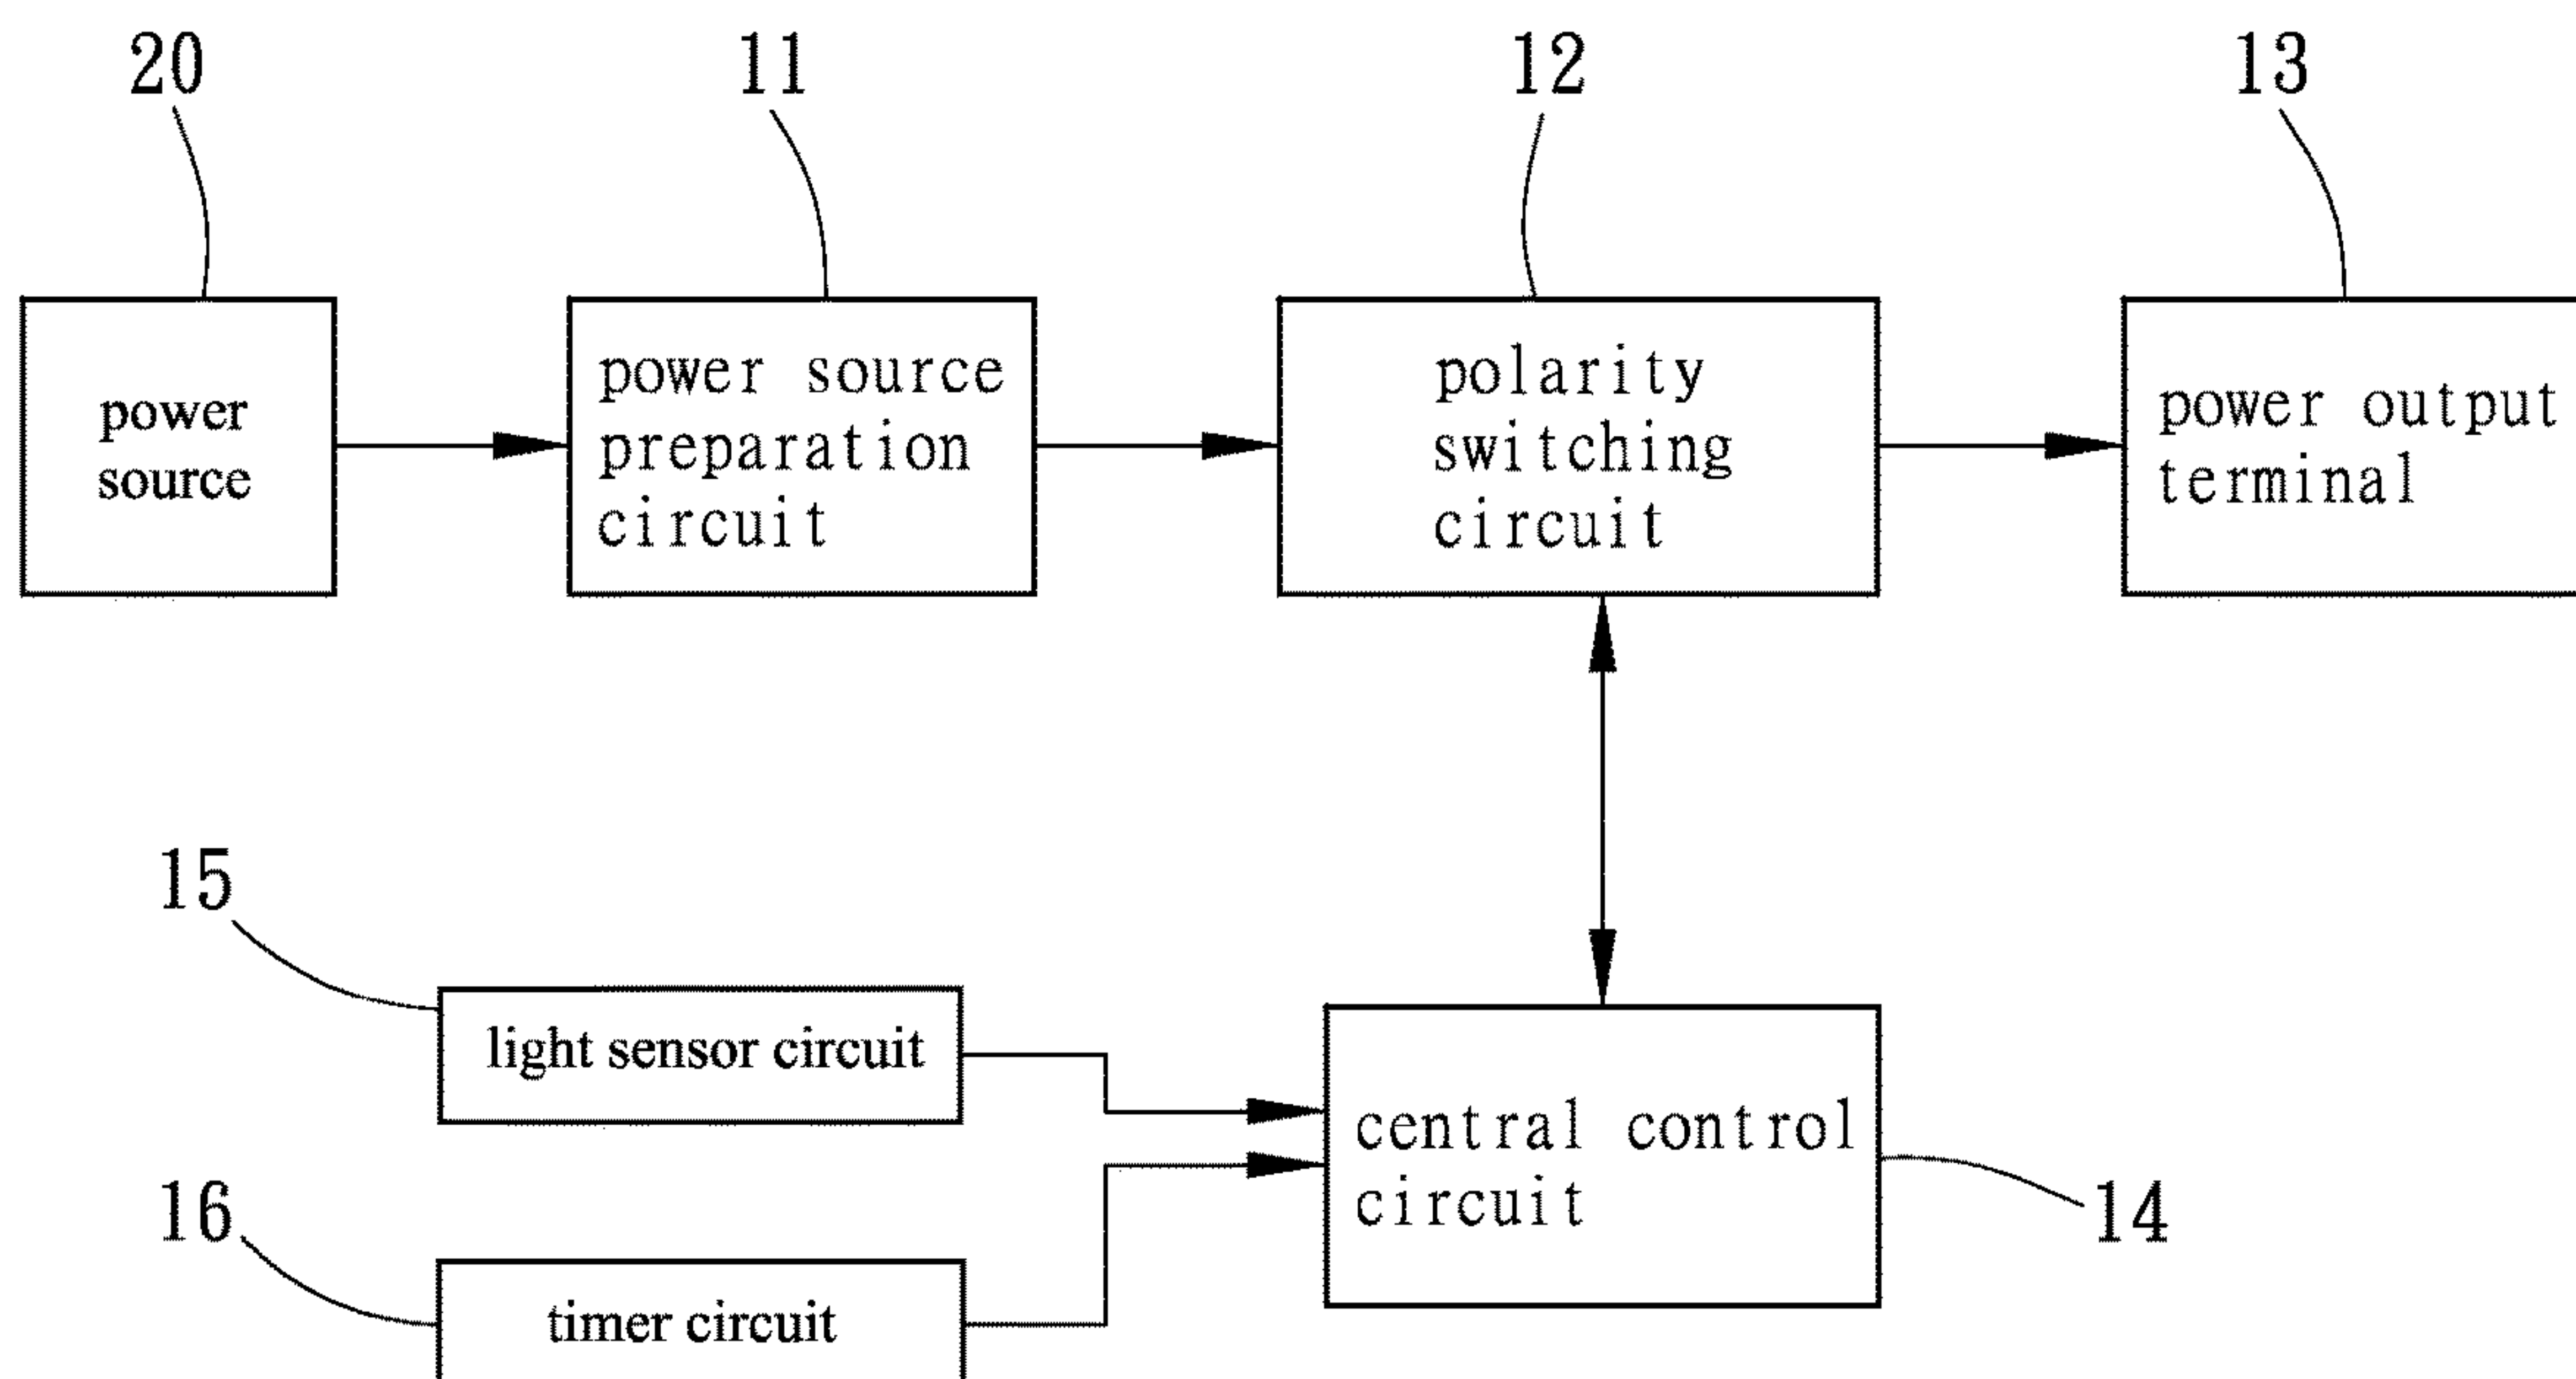 20
11
12
13
power
source
power source
preparation
circuit
polarity
switching
circuit
power output
terminal
15
light sensor circuit
16
timer circuit
central control
circuit
14